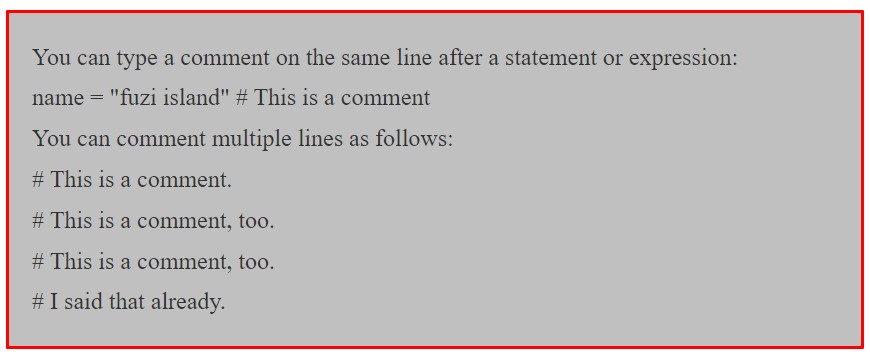 You can type a comment on the same line after a statement or expression:
name = "fuzi island" # This is a comment
You can comment multiple lines as follows:
# This is a comment.
# This is a comment, too.
# This is a comment, too.
# I said that already.